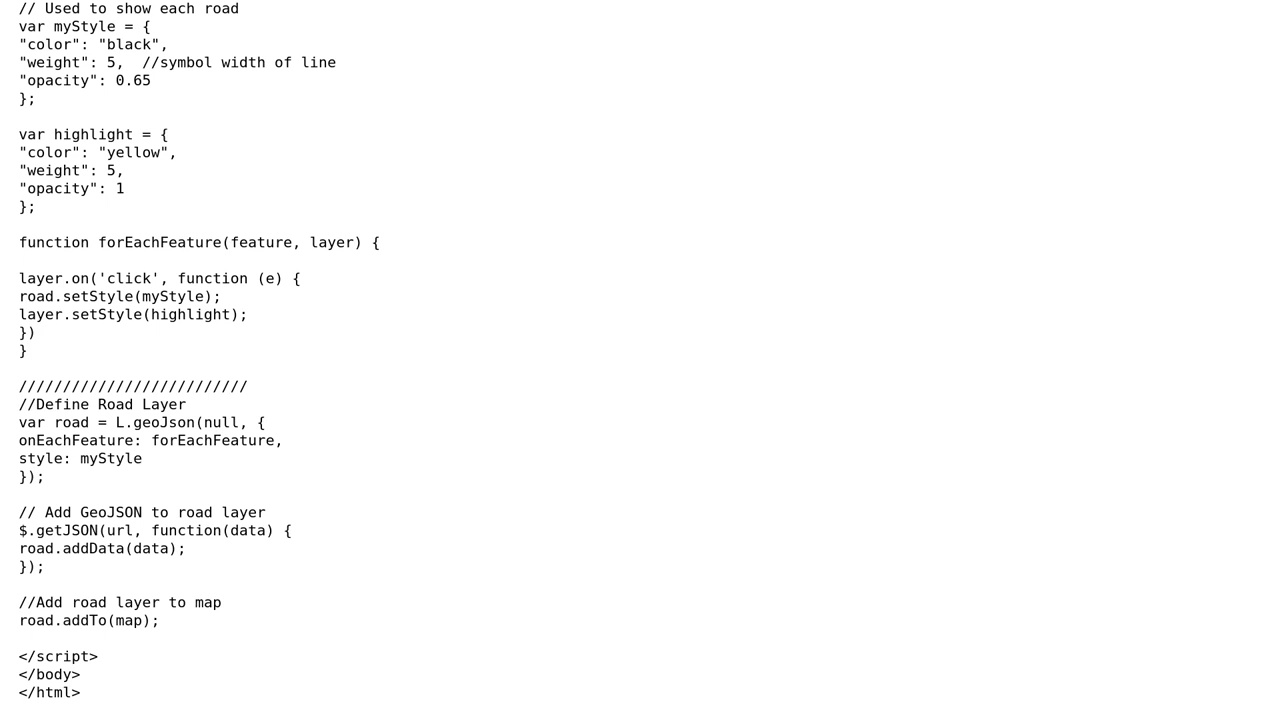 // Used to show each road
var myStyle = {
"color": "black",
"weight": 5,  //symbol width of line
"opacity": 0.65
};

var highlight = {
"color": "yellow",
"weight": 5,
"opacity": 1
};

function forEachFeature(feature, layer) {

layer.on('click', function (e) {
road.setStyle(myStyle);
layer.setStyle(highlight);
})
}

//////////////////////////
//Define Road Layer
var road = L.geoJson(null, {
onEachFeature: forEachFeature,
style: myStyle
});

// Add GeoJSON to road layer
$.getJSON(url, function(data) {
road.addData(data);
});

//Add road layer to map
road.addTo(map);

</script>
</body>
</html>